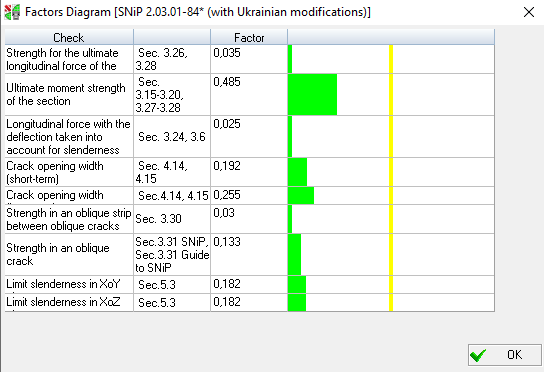 Factors Diagram [SNiP 2.03.01-84* (with Ukrainian modifications)]
Check
Factor
Strength for the ultimate
longitudinal force of the
Sec. 3.26,
3.28
0,035
Ultimate moment strength
of the section
Sec.
3.15-3.20,
3.27-3.28
0,485
Longitudinal force with the
deflection taken into
account for slenderness
Sec. 3.24, 3.6
0,025
Crack opening width
(short-term)
Sec. 4.14,
4.15
0,192
Crack opening width
Sec.4.14, 4.15
0,255
Strength in an oblique strip
between oblique cracks
Sec. 3.30
0,03
Strength in an oblique
crack
Sec.3.31 SNiP,
Sec.3.31 Guide
to SNiP
0,133
Limit slenderness in XoY
Sec.5.3
0,182
Limit slenderness in XoZ
Sec.5.3
0,182
OK